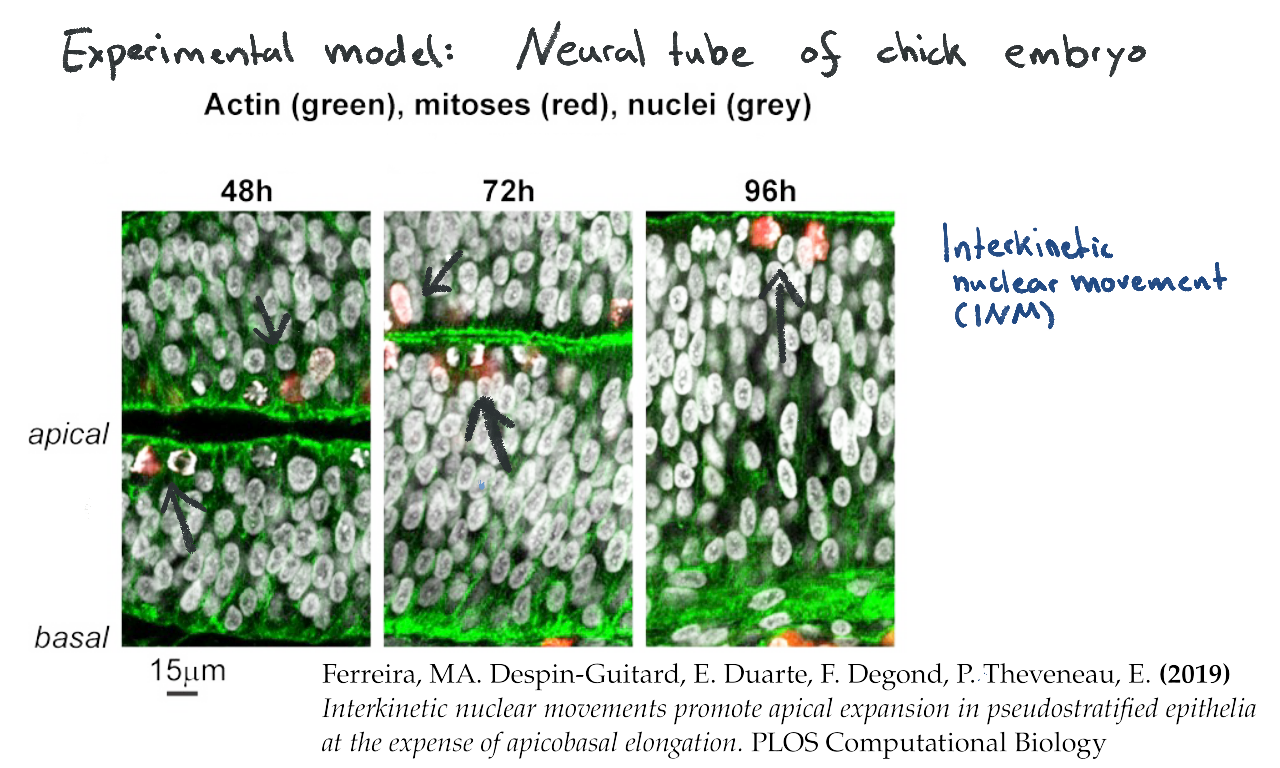 Experimental model: Neural tube of chick embryo
Actin (green), mitoses (red), nuclei (grey)
48h
72h
96h
Interkinetic
nuclear movement
(INM)
apical
basal
15μm
Ferreira, MA. Despin-Guitard, E. Duarte, F. Degond, P. Theveneau, E. (2019)
Interkinetic nuclear movements promote apical expansion in pseudostratified epithelia
at the expense of apicobasal elongation. PLOS Computational Biology